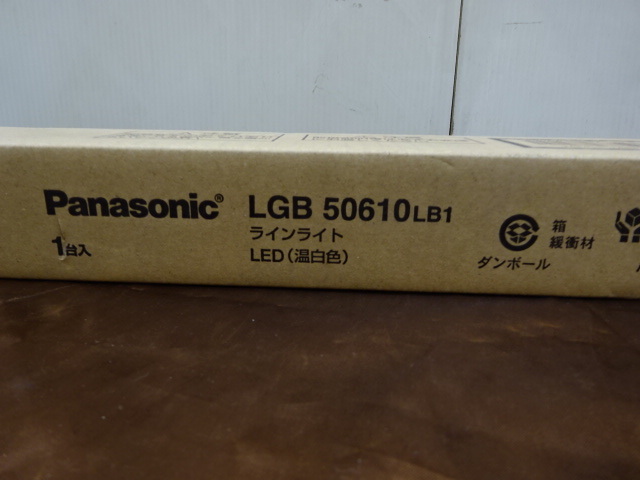 Panasonic® LGB 50610LB1
ラインライト
1台入
LED（温白色）
箱
緩衝材
ダンボール